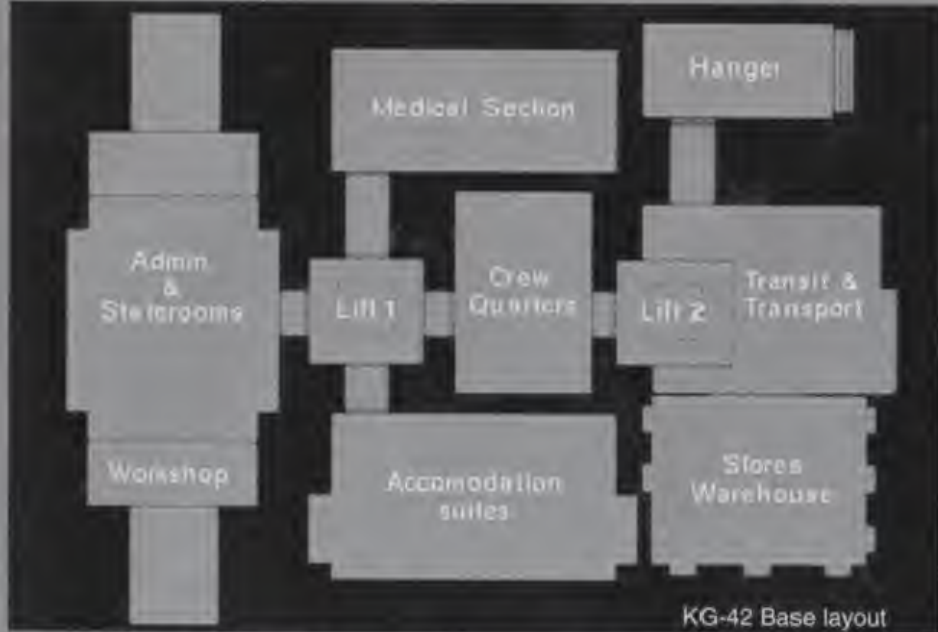 Hanger
Medical Section
Admin
&
Staterooms
Lift 1
Crew
Quarters
Lift 2
Transit &
Transport
Workshop
Accomodation
suites
Stores
Warehouse
KG-42 Base layout